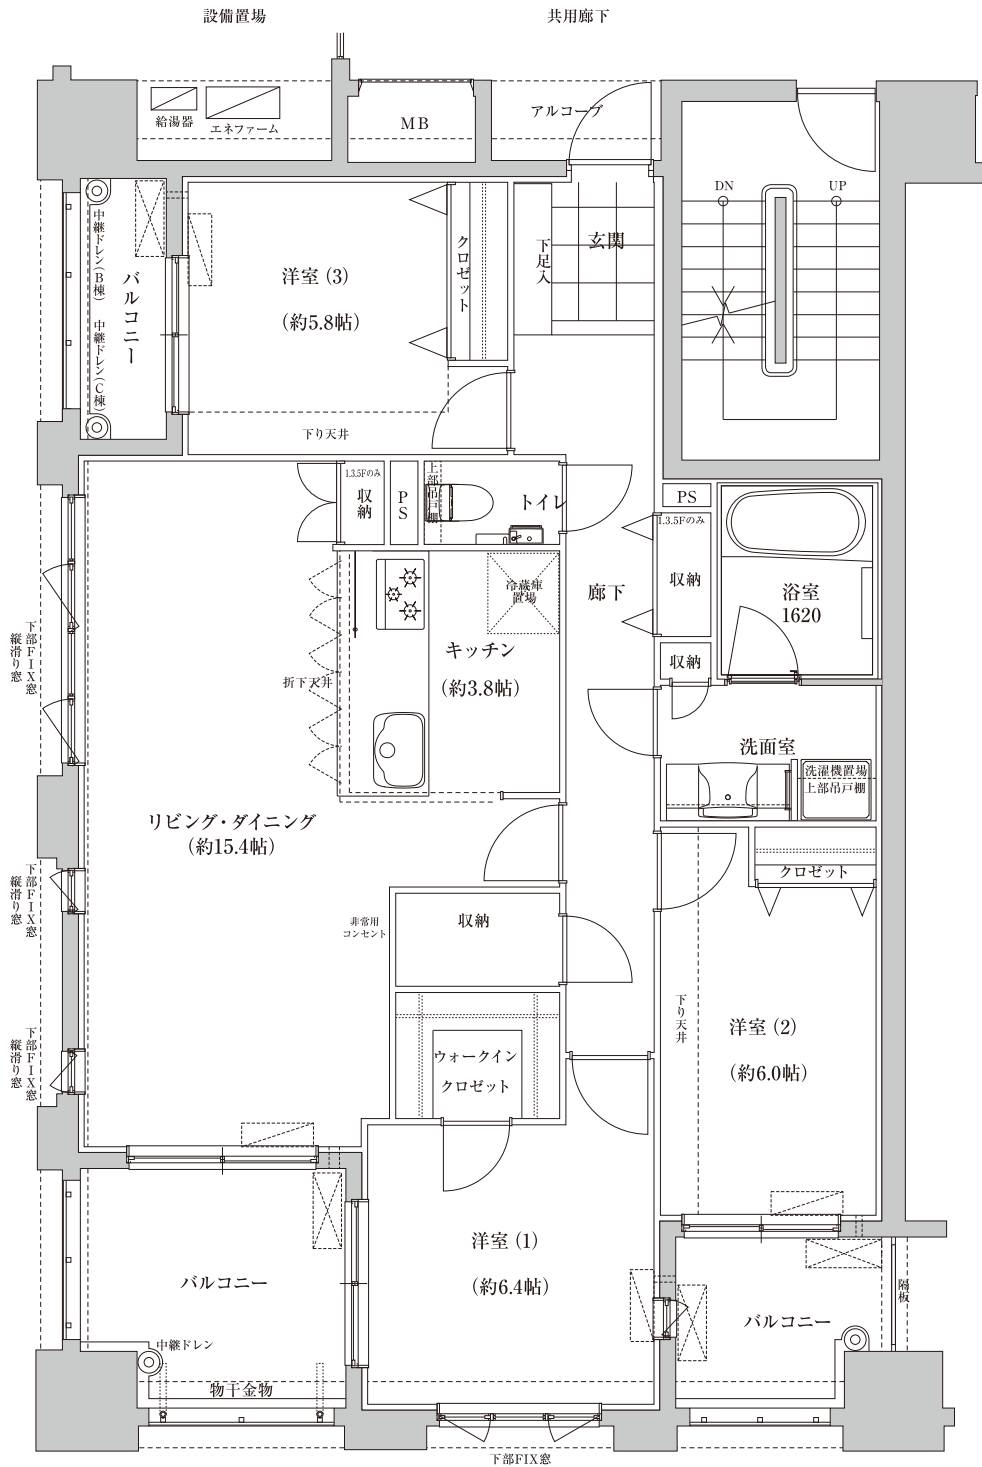 設備置場
共用廊下
給湯器
エネファーム
MB
アルコーブ
DN
UP
中継ドレン(B棟)
中継ドレン(C棟)
バルコニー
洋室(3)
(約5.8帖)
クロゼット
下足入
玄関
下り天井
1.3.5Fのみ
収納
PS
上部吊戸棚
トイレ
PS
1.3.5Fのみ
収納
浴室
1620
冷蔵庫
置場
廊下
キッチン
(約3.8帖)
収納
折下天井
下部FIX窓
縦滑り窓
洗面室
洗濯機置場
上部吊戸棚
リビング・ダイニング
(約15.4帖)
クロゼット
下部FIX窓
縦滑り窓
非常用
コンセント
収納
下り天井
洋室(2)
(約6.0帖)
下部FIX窓
縦滑り窓
ウォークイン
クロゼット
洋室(1)
(約6.4帖)
バルコニー
バルコニー
隔板
中継ドレン
物干金物
下部FIX窓